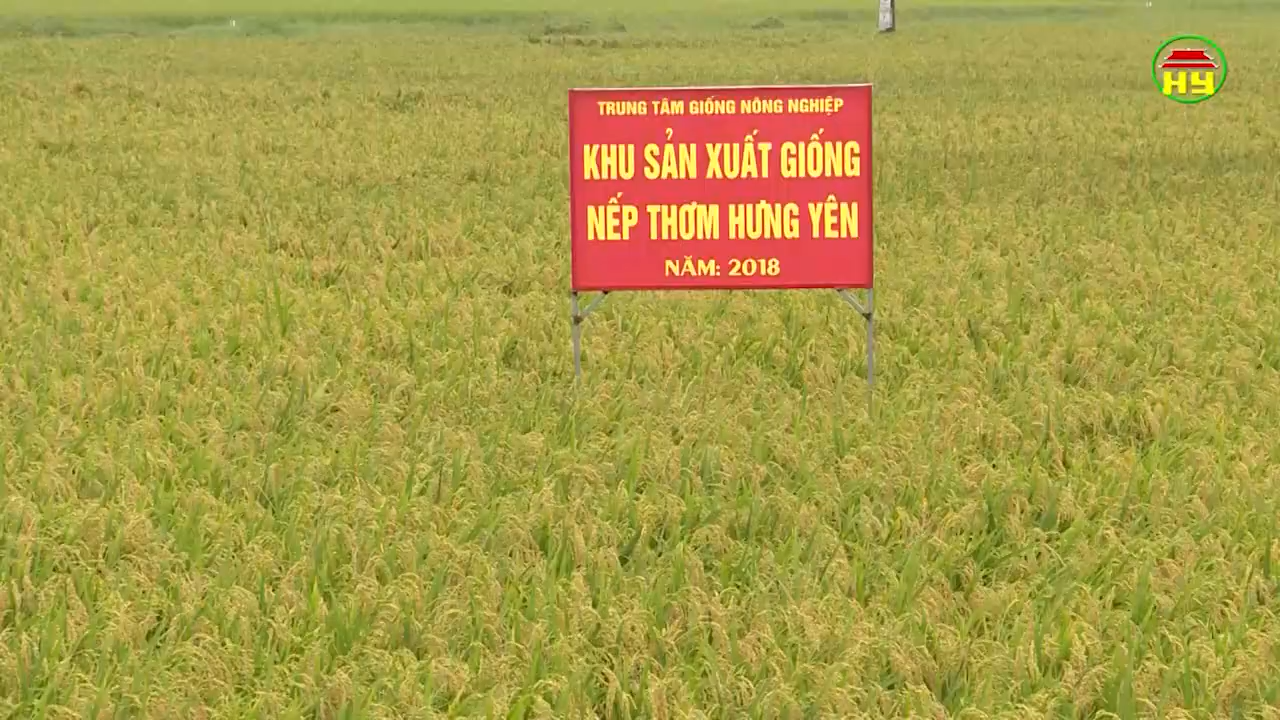 TRUNG TÂM GIỐNG NÔNG NGHIỆP
KHU SẢN XUẤT GIỐNG
NẾP THƠM HƯNG YÊN
NĂM: 2018
HY